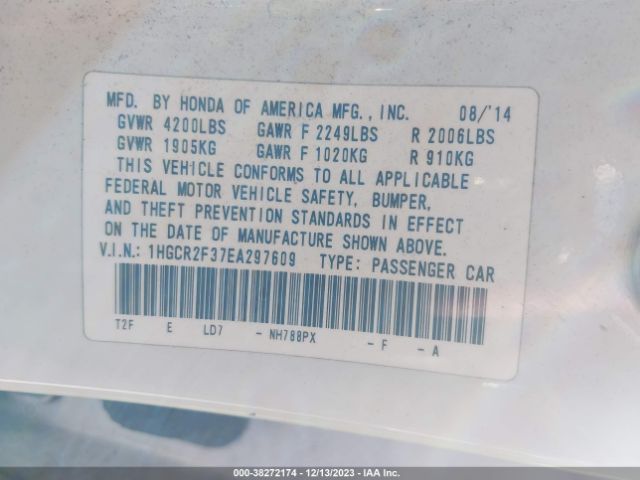 MFD. BY HONDA OF AMERICA MFG., INC. 08/'14
GVWR 4200LBS GAWR F 2249LBS R 2006LBS
GVWR 1905KG GAWR F 1020KG R 910KG
THIS VEHICLE CONFORMS TO ALL APPLICABLE
FEDERAL MOTOR VEHICLE SAFETY, BUMPER,
AND THEFT PREVENTION STANDARDS IN EFFECT
ON THE DATE OF MANUFACTURE SHOWN ABOVE.
V.I.N.: 1HGCR2F37EA297609 TYPE: PASSENGER CAR
T2F E LD7 - NH788PX - F - A
000-38272174 - 12/13/2023 - IAA Inc.